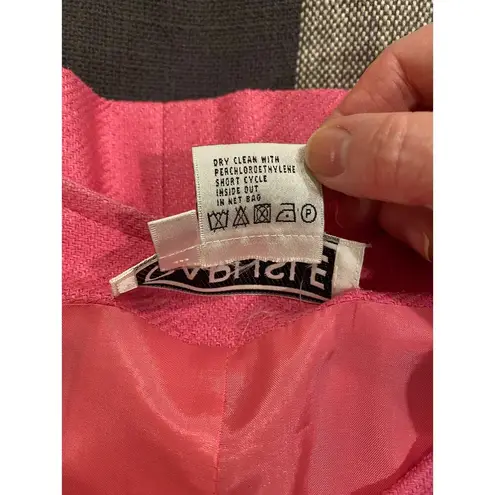 DRY CLEAN WITH
PERCHLOROETHYLENE
SHORT CYCLE
INSIDE OUT
IN NET BAG
P